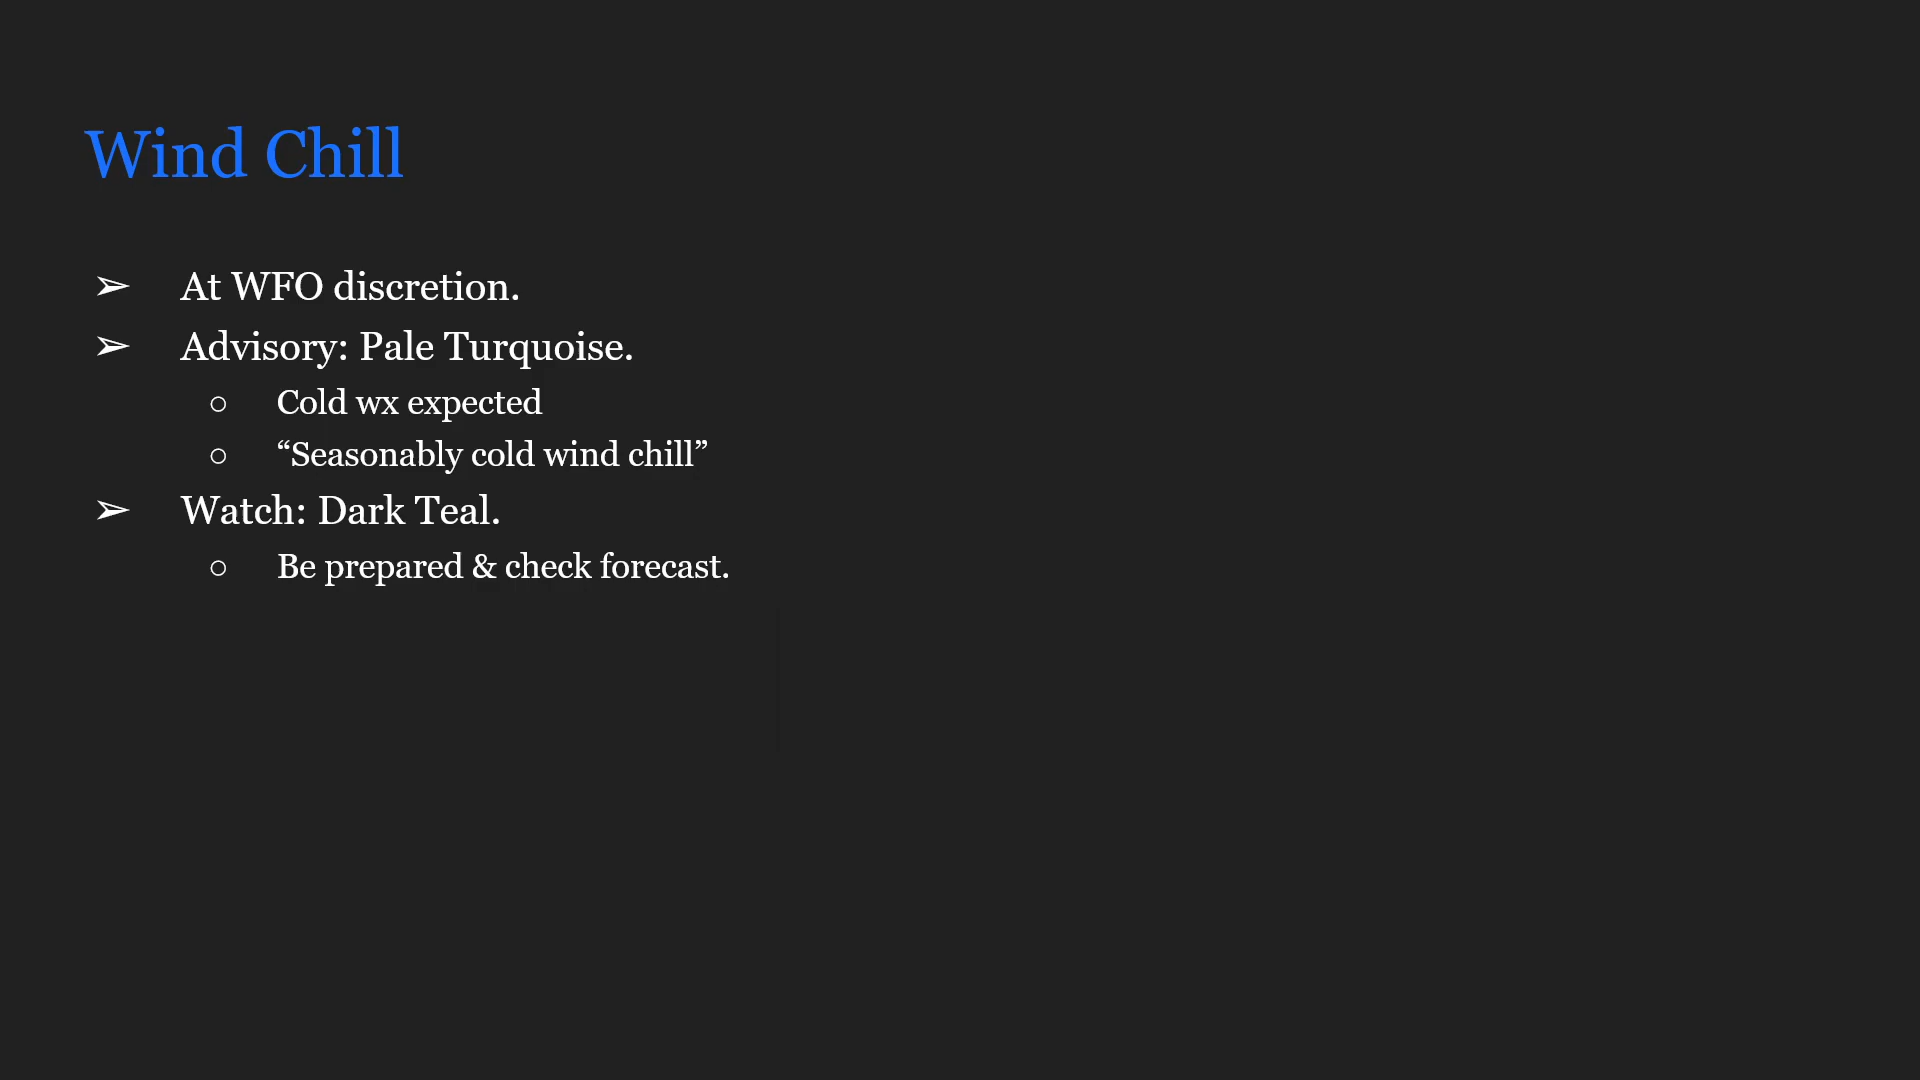 Wind Chill
➢ At WFO discretion.
➢ Advisory: Pale Turquoise.
○ Cold wx expected
○ “Seasonably cold wind chill”
➢ Watch: Dark Teal.
○ Be prepared & check forecast.